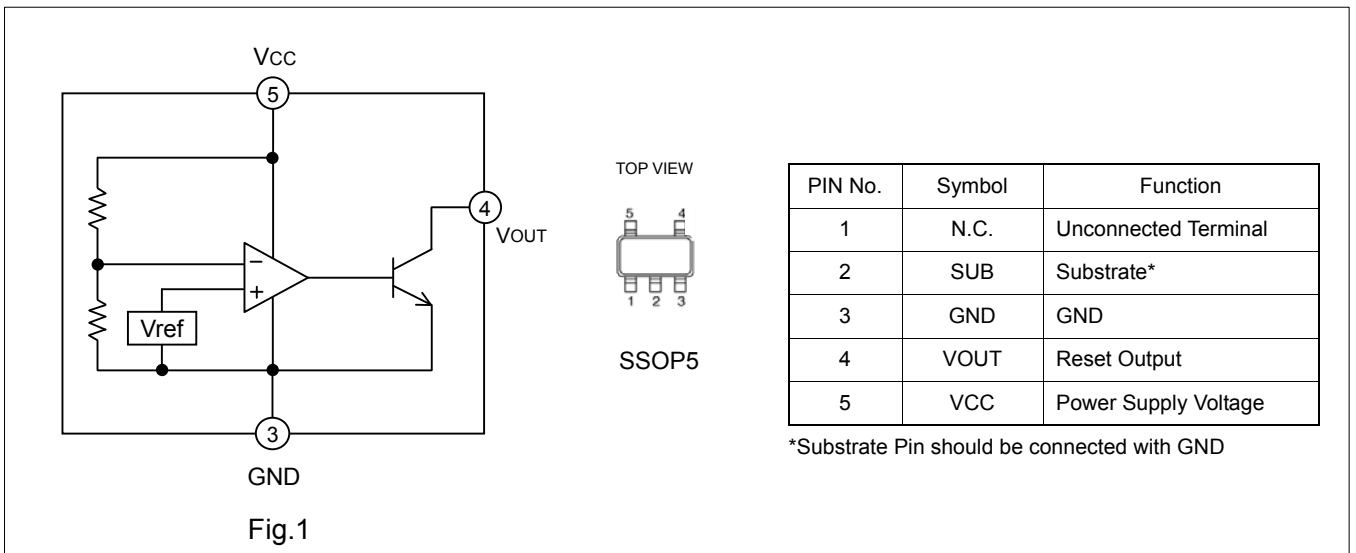 VCC
5
4
VOUT
−
+
Vref
3
GND
Fig.1
TOP VIEW
5 4
1 2 3
SSOP5
PIN No. Symbol Function
1 N.C. Unconnected Terminal
2 SUB Substrate*
3 GND GND
4 VOUT Reset Output
5 VCC Power Supply Voltage
*Substrate Pin should be connected with GND